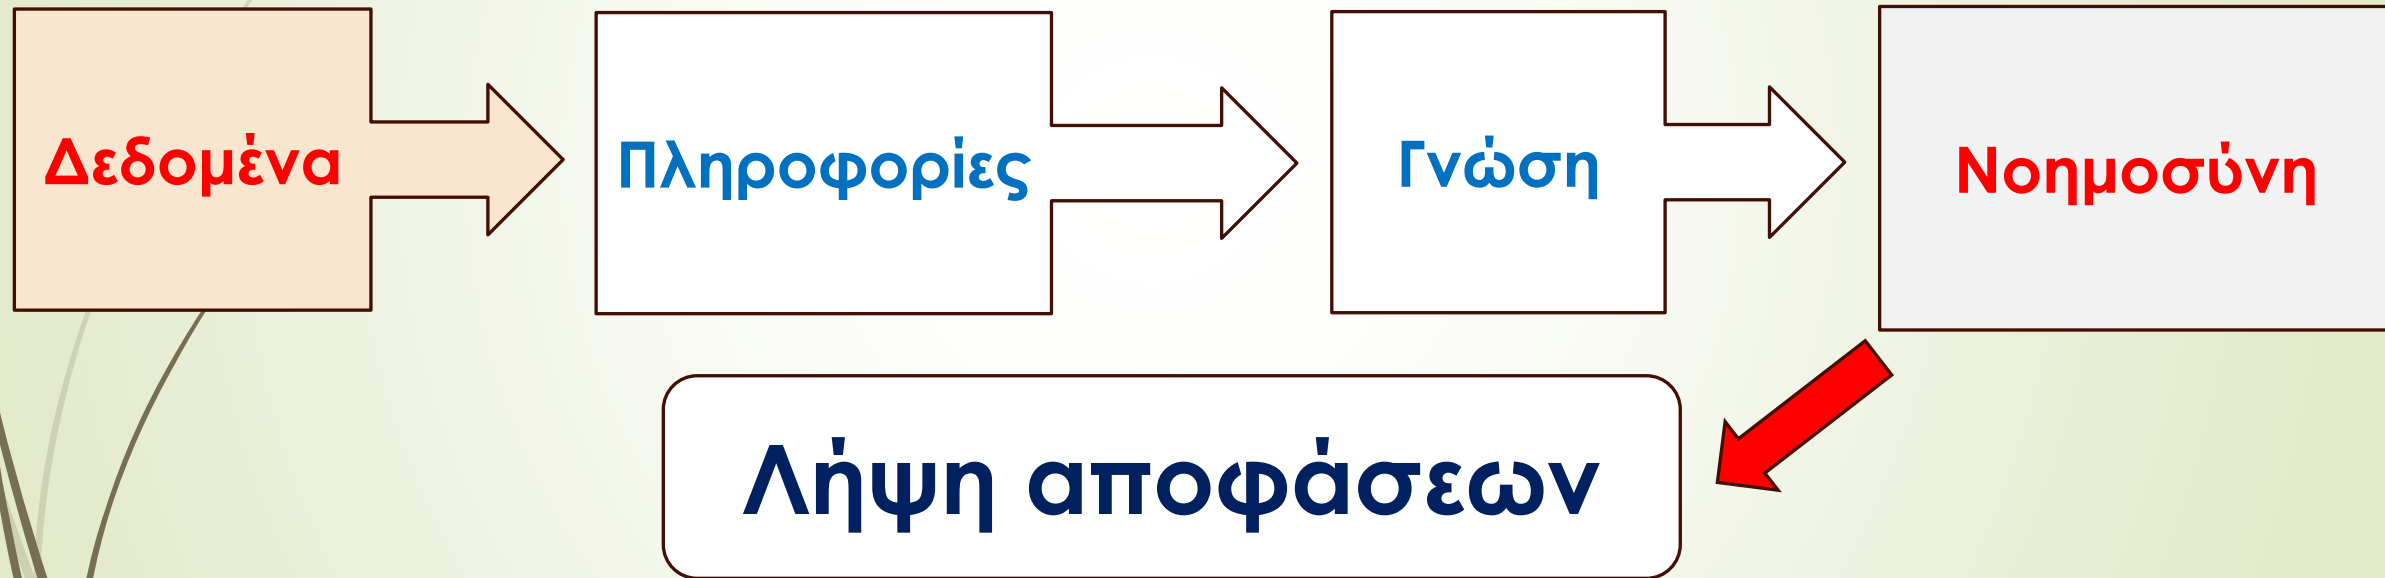 Δεδομένα
Πληροφορίες
Γνώση
Νοημοσύνη
Λήψη αποφάσεων